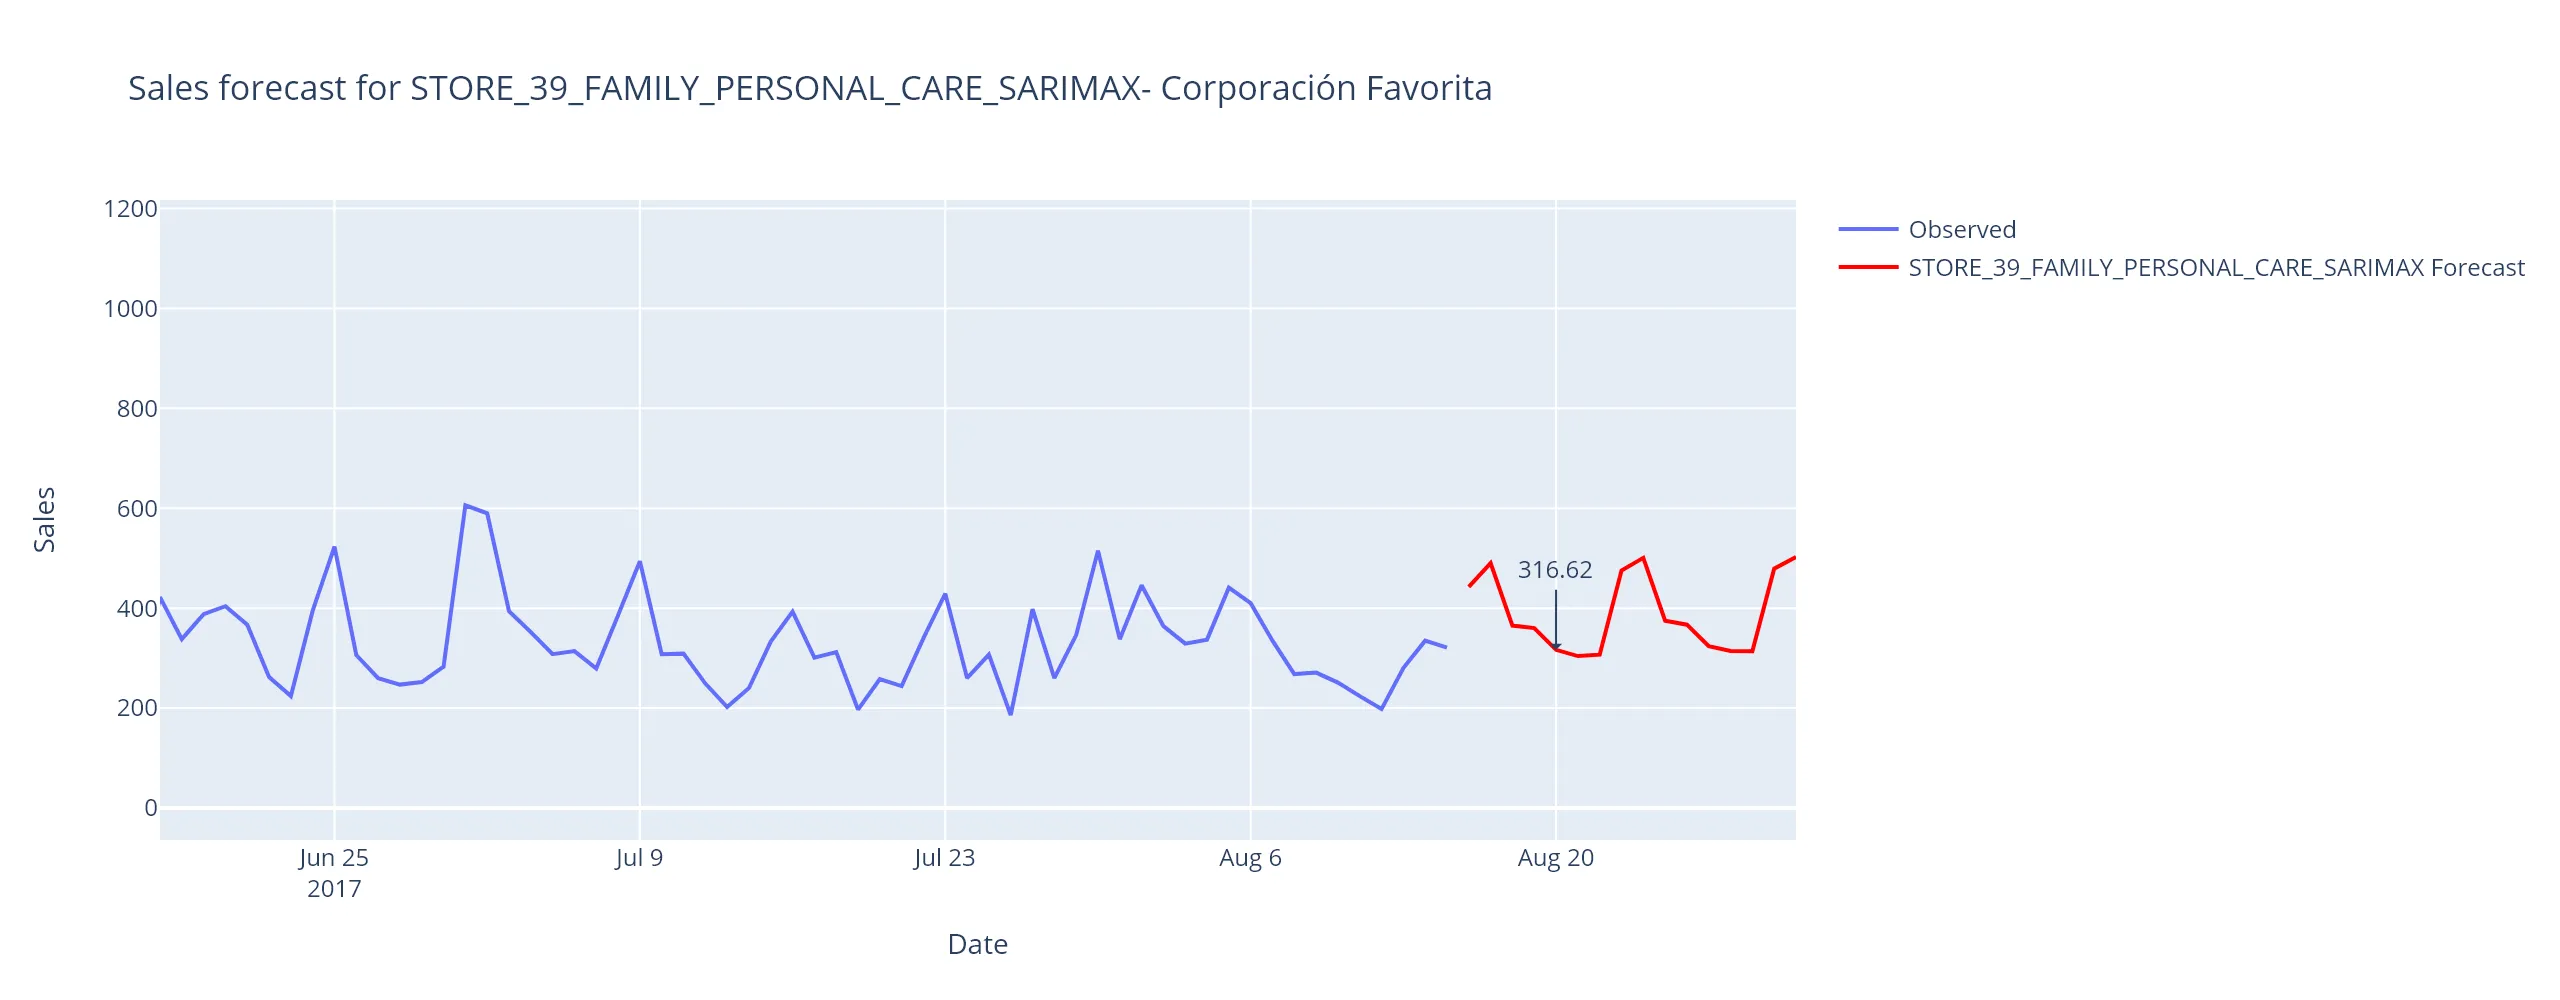 Sales forecast for STORE_39_FAMILY_PERSONAL_CARE_SARIMAX- Corporación Favorita
Observed
STORE_39_FAMILY_PERSONAL_CARE_SARIMAX Forecast
1200
1000
800
600
400
200
0
Sales
316.62
Jun 25
2017
Jul 9
Jul 23
Aug 6
Aug 20
Date